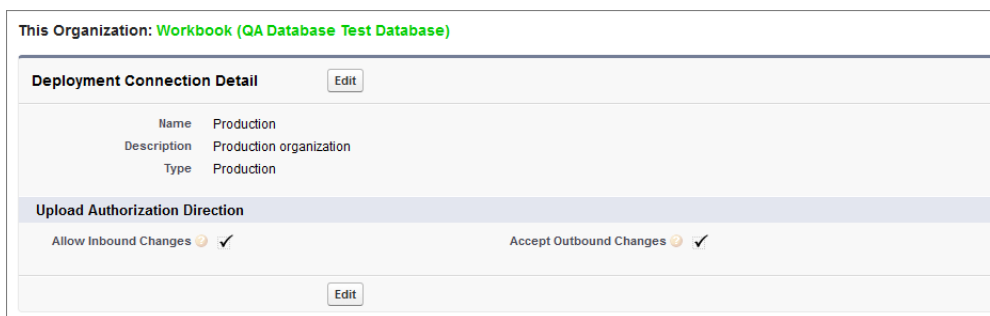 This Organization: Workbook (QA Database Test Database)
Deployment Connection Detail Edit
Name Production
Description Production organization
Type Production
Upload Authorization Direction
Allow Inbound Changes ? Accept Outbound Changes ?
Edit